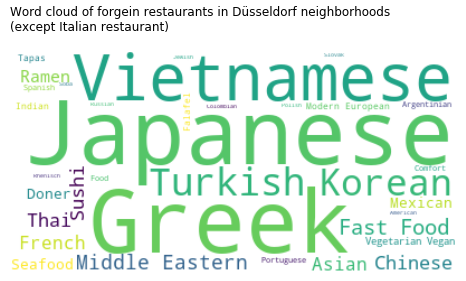 Word cloud of forgein restaurants in Düsseldorf neighborhoods
(except Italian restaurant)
Tapas
Vietnamese
Jewish
Slovak
Ramen
Spanish
Indian
Russian
Falafel
Colombian
Polish
Modern European
Argentinian
Japanese
Rhenisch
Food
Sushi
Turkish
Korean
Comfort
Doner
Thai
Greek
Mexican
American
French
Fast Food
Vegetarian
Vegan
Seafood
Middle Eastern
Portuguese
Asian
Chinese